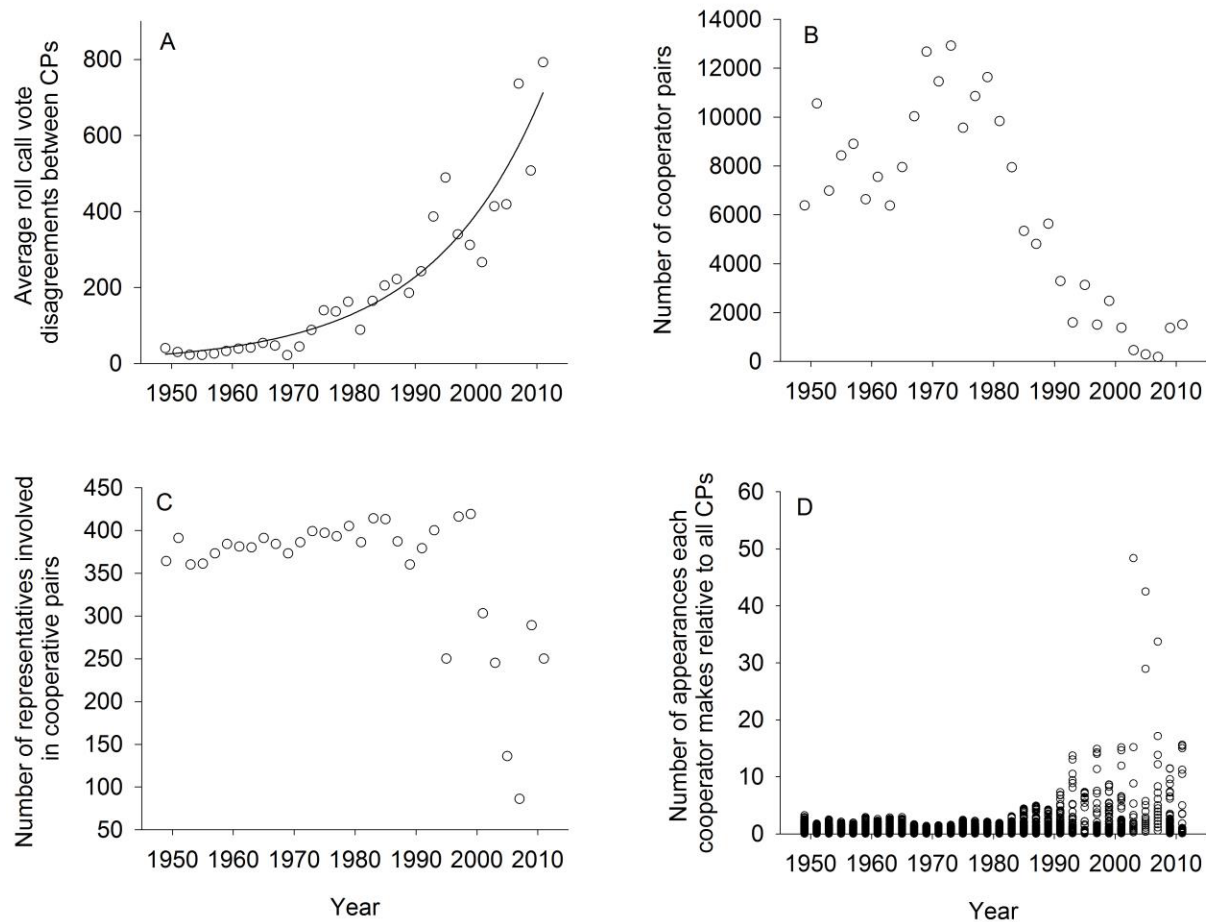 A
Average roll call vote
disagreements between CPs
800
600
400
200
0
1950 1960 1970 1980 1990 2000 2010
B
Number of cooperator pairs
14000
12000
10000
8000
6000
4000
2000
0
1950 1960 1970 1980 1990 2000 2010
C
Number of representatives involved
in cooperative pairs
450
400
350
300
250
200
150
100
50
1950 1960 1970 1980 1990 2000 2010
Year
D
Number of appearances each
cooperator makes relative to all CPs
60
50
40
30
20
10
0
1950 1960 1970 1980 1990 2000 2010
Year